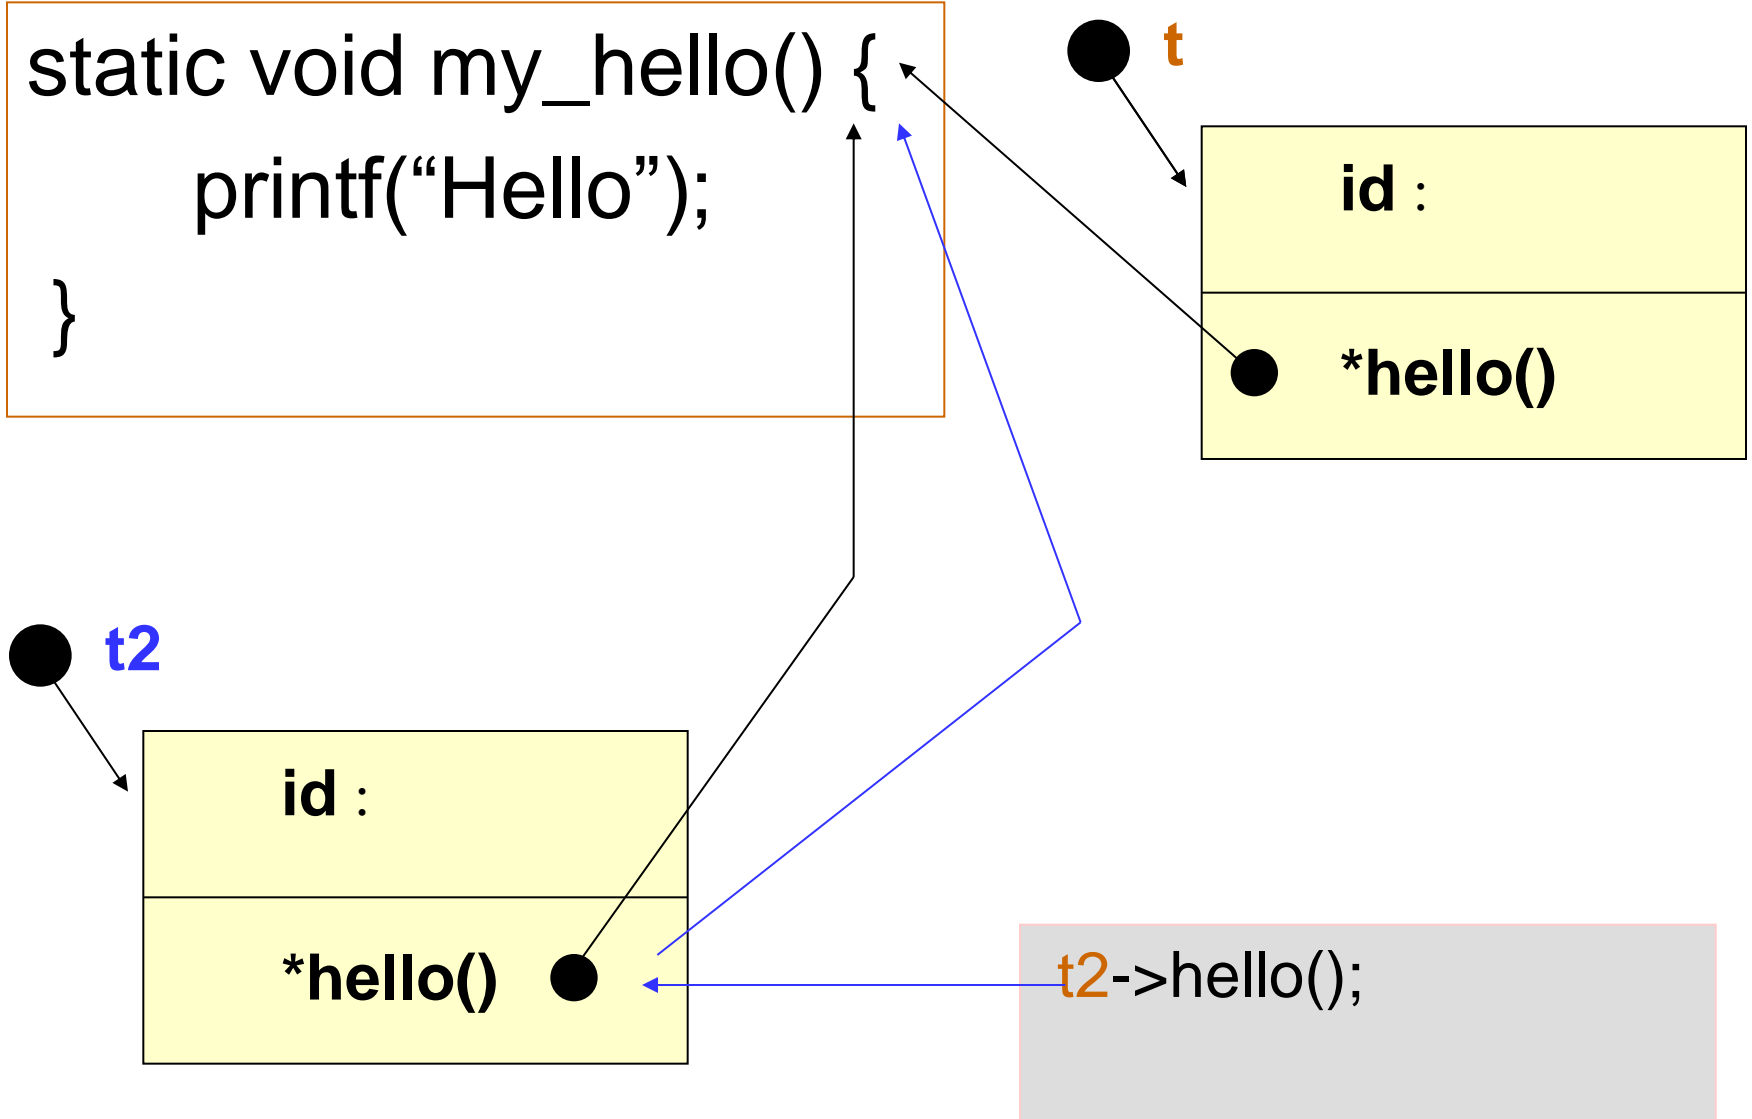 static void my_hello() {
printf(“Hello”);
}
t
id :
*hello()
t2
id :
*hello()
t2->hello();